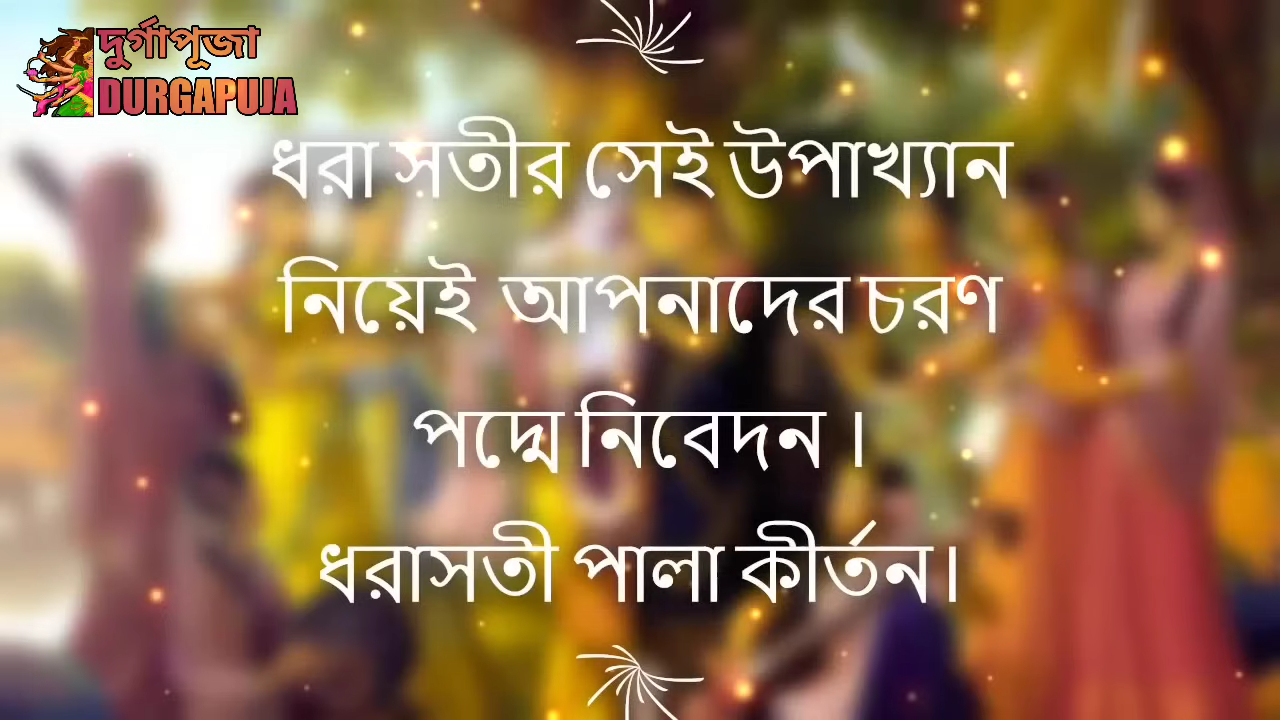 দুর্গাপূজা
DURGAPUJA
ধরা সতীর সেই উপাখ্যান
নিয়েই আপনাদের চরণ
পদ্মে নিবেদন ।
ধরাসতী পালা কীর্তন।